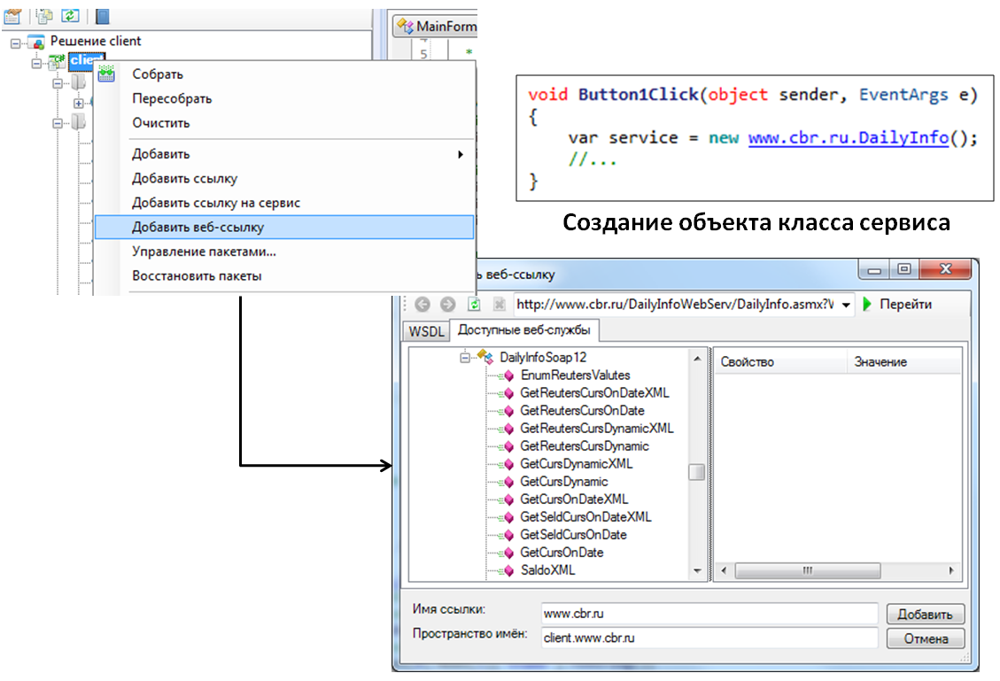 Решение client
client
Собрать
Пересобрать
Очистить
Добавить
Добавить ссылку
Добавить ссылку на сервис
Добавить веб-ссылку
Управление пакетами...
Восстановить пакеты
MainForm
5 *
void Button1Click(object sender, EventArgs e)
{
var service = new www.cbr.ru.DailyInfo();
//...
}
Создание объекта класса сервиса
веб-ссылку
http://www.cbr.ru/DailyInfoWebServ/DailyInfo.asmx? Перейти
WSDL Доступные веб-службы
DailyInfoSoap12
EnumReutersValutes
GetReutersCursOnDateXML
GetReutersCursOnDate
GetReutersCursDynamicXML
GetReutersCursDynamic
GetCursDynamicXML
GetCursDynamic
GetCursOnDateXML
GetSeldCursOnDateXML
GetSeldCursOnDate
GetCursOnDate
SaldoXML
Свойство Значение
Имя ссылки: www.cbr.ru Добавить
Пространство имён: client.www.cbr.ru Отмена